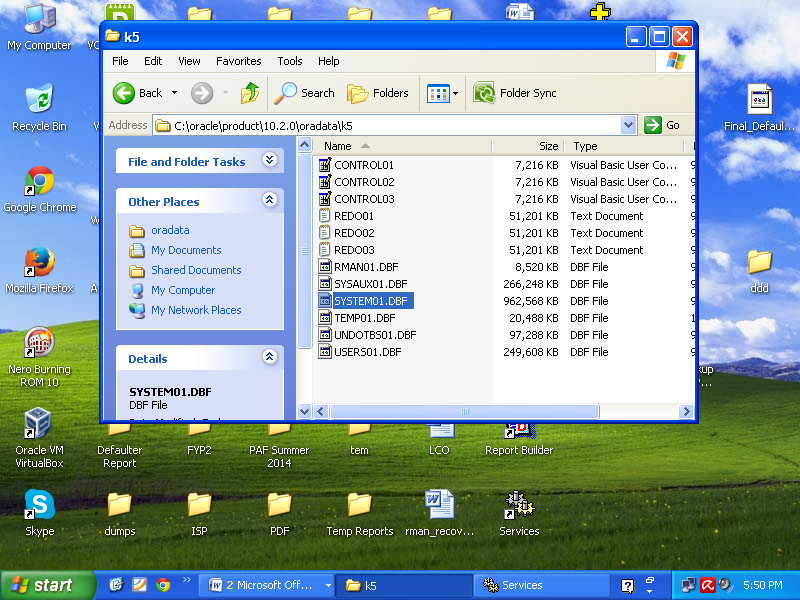 k5
File Edit View Favorites Tools Help
Back Search Folders Folder Sync
Address C:\oracle\product\10.2.0\oradata\k5 Go
File and Folder Tasks
Other Places
oradata
My Documents
Shared Documents
My Computer
My Network Places
Details
SYSTEM01.DBF
DBF File
Name Size Type
CONTROL01 7,216 KB Visual Basic User Co...
CONTROL02 7,216 KB Visual Basic User Co...
CONTROL03 7,216 KB Visual Basic User Co...
REDO01 51,201 KB Text Document
REDO02 51,201 KB Text Document
REDO03 51,201 KB Text Document
RMAN01.DBF 8,520 KB DBF File
SYSAUX01.DBF 266,248 KB DBF File
SYSTEM01.DBF 962,568 KB DBF File
TEMP01.DBF 20,488 KB DBF File
UNDOTBS01.DBF 97,288 KB DBF File
USERS01.DBF 249,608 KB DBF File
My Computer
Recycle Bin
Google Chrome
Mozilla Firefox
Nero Burning
ROM 10
Oracle VM
VirtualBox
Skype
Final_Defaul...
ddd
Defaulter
Report
FYP2
PAF Summer
2014
tem
LCO
Report Builder
dumps
ISP
PDF
Temp Reports
rman_recov...
Services
start
2 Microsoft Off...
k5
Services
5:50 PM